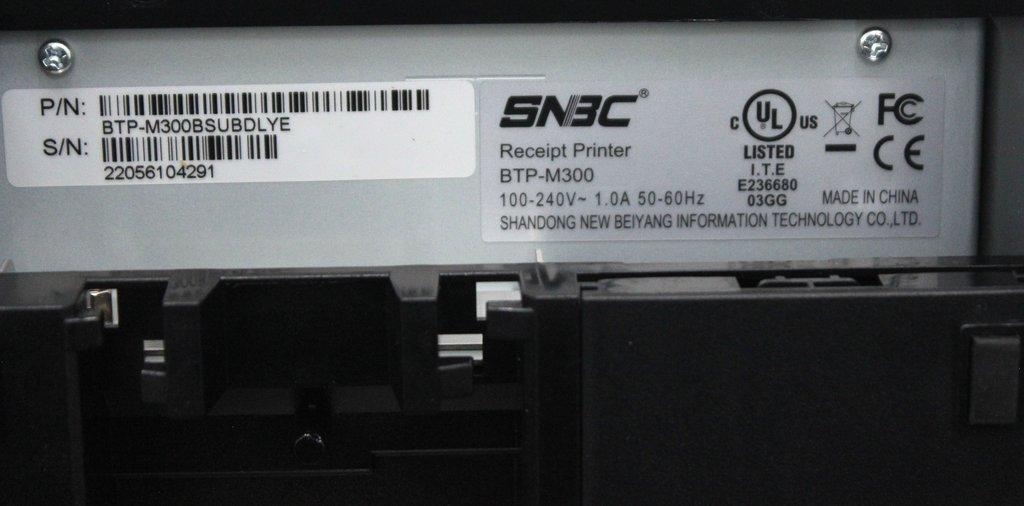 P/N:
BTP-M300BSUBDLYE
S/N:
22056104291
SNBC®
Receipt Printer
BTP-M300
100-240V~ 1.0A 50-60Hz
SHANDONG NEW BEIYANG INFORMATION TECHNOLOGY CO.,LTD.
C UL US
LISTED
I.T.E
E236680
03GG
FC
CE
MADE IN CHINA